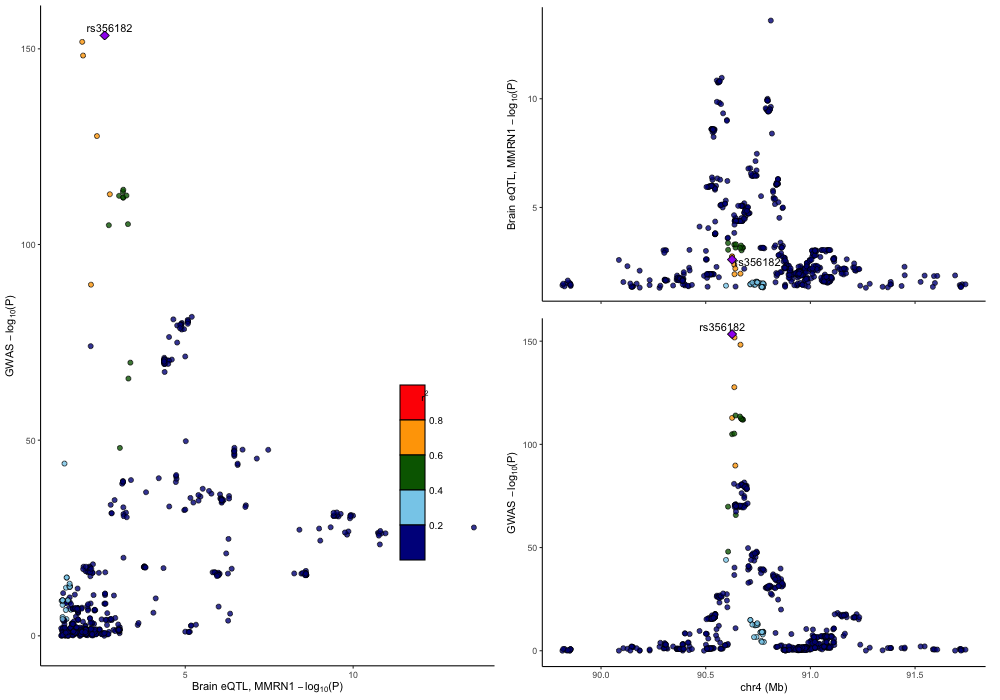 rs356182
150
100
50
0
GWAS −log10(P)
5
10
Brain eQTL, MMRN1 −log10(P)
r²
0.8
0.6
0.4
0.2
10
5
Brain eQTL, MMRN1 −log10(P)
rs356182
rs356182
150
100
50
0
GWAS −log10(P)
90.0
90.5
91.0
91.5
chr4 (Mb)